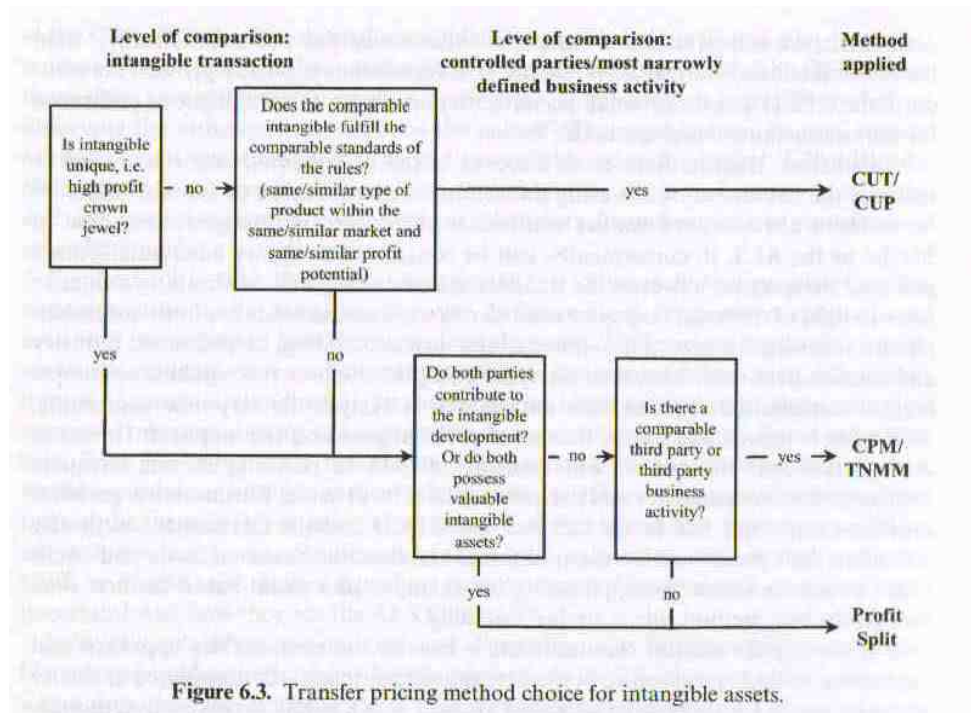 Level of comparison:
intangible transaction
Level of comparison:
controlled parties/most narrowly
defined business activity
Method
applied
Is intangible
unique, i.e.
high profit
crown
jewel?
no
Does the comparable
intangible fulfill the
comparable standards of
the rules?
(same/similar type of
product within the
same/similar market and
same/similar profit
potential)
yes
CUT/
CUP
yes
no
Do both parties
contribute to
the intangible
development?
Or do both
possess
valuable
intangible
assets?
no
Is there a
comparable
third party or
third party
business
activity?
yes
CPM/
TNMM
yes
no
Profit
Split
Figure 6.3. Transfer pricing method choice for intangible assets.